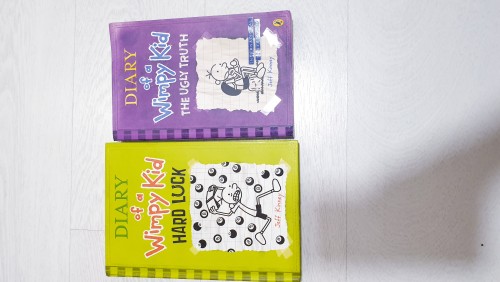 DIARY
of a
Wimpy Kid
THE UGLY TRUTH
Jeff Kinney
DIARY
of a
Wimpy Kid
HARD LUCK
Jeff Kinney